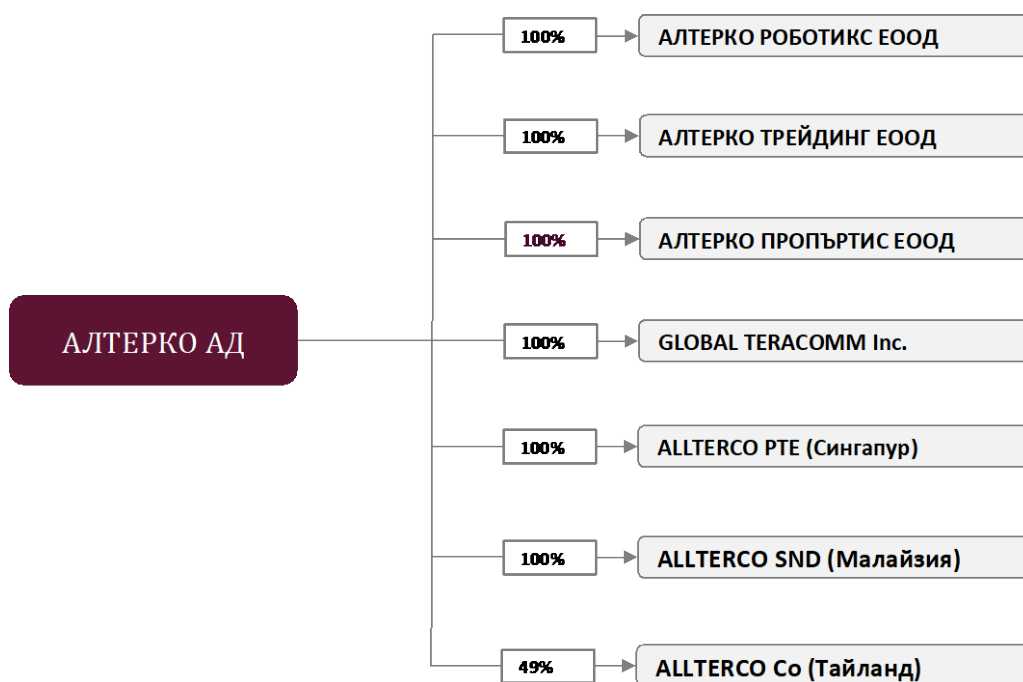 100%
АЛТЕРКО РОБОТИКС ЕООД
100%
АЛТЕРКО ТРЕЙДИНГ ЕООД
100%
АЛТЕРКО ПРОПЪРТИС ЕООД
АЛТЕРКО АД
100%
GLOBAL TERACOMM Inc.
100%
ALLTERCO PTE (Сингапур)
100%
ALLTERCO SND (Малайзия)
49%
ALLTERCO Co (Тайланд)